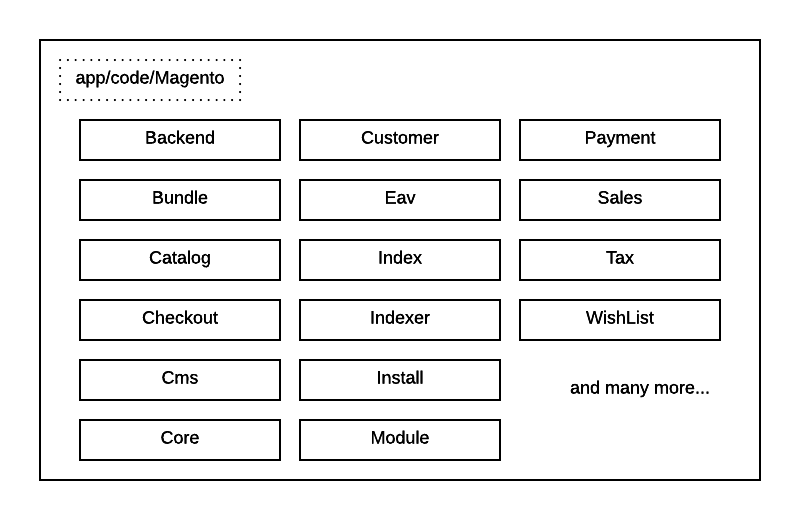 app/code/Magento
Backend
Customer
Payment
Bundle
Eav
Sales
Catalog
Index
Tax
Checkout
Indexer
WishList
Cms
Install
and many more...
Core
Module